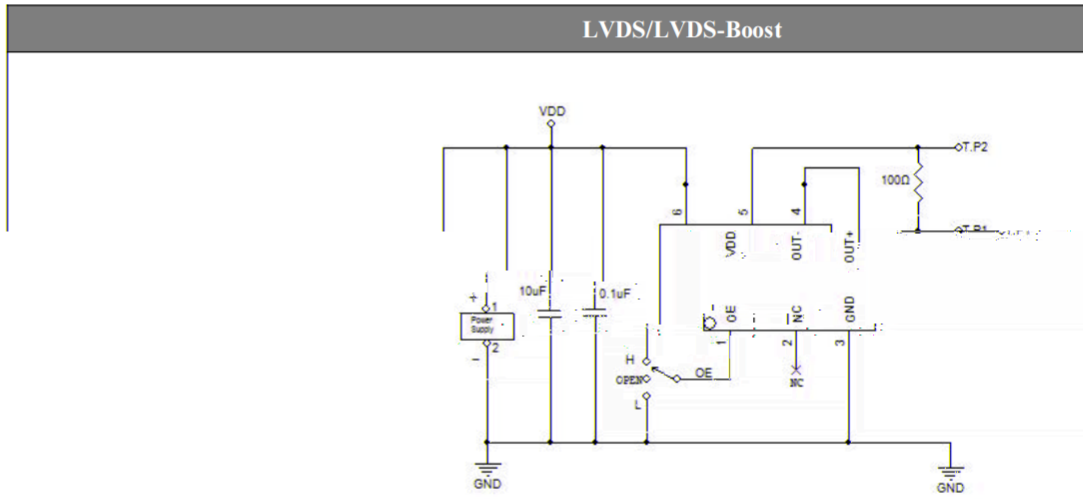 LVDS/LVDS-Boost
VDD
T.P2
100Ω
6
5
4
VDD
OUT-
OUT+
10uF
0.1uF
+
1
Power
Supply
2
−
OE
NC
GND
1
2
3
H
OPEN
L
OE
NC
GND
GND